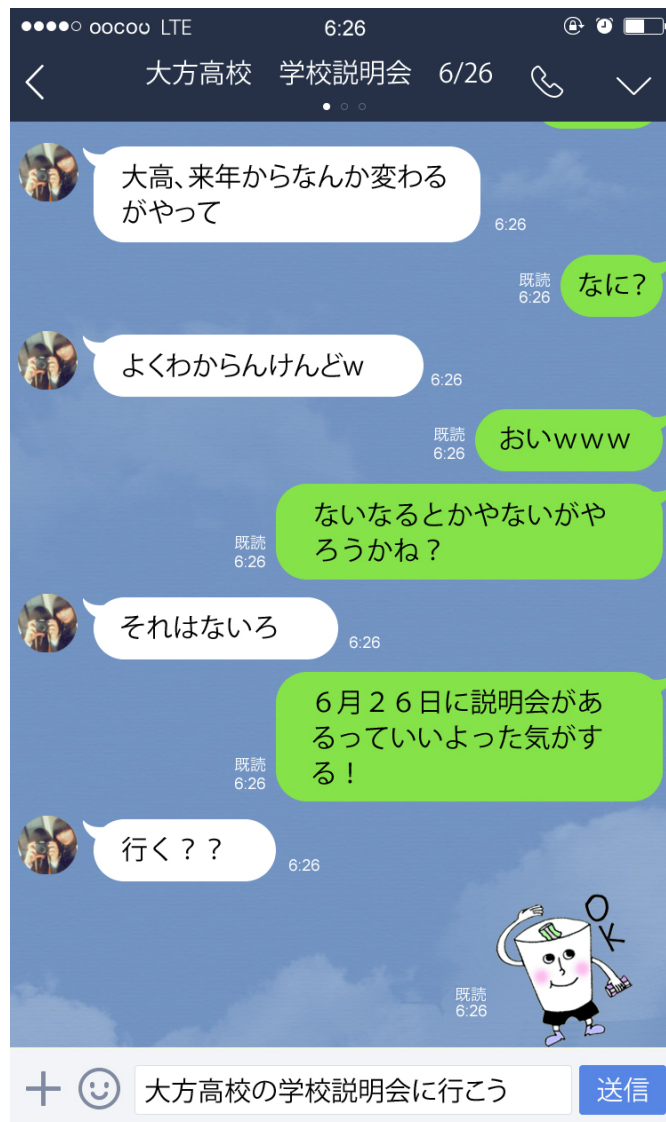 oocoo LTE 6:26
大方高校 学校説明会 6/26
大高、来年からなんか変わる
がやって
6:26
既読
6:26
なに?
よくわからんけんどw
6:26
既読
6:26
おいｗｗｗ
ないなるとかやないがや
ろうかね？
既読
6:26
それはないろ
6:26
６月２６日に説明会があ
るっていいよった気がす
る！
既読
6:26
行く？？
6:26
OK
既読
6:26
大方高校の学校説明会に行こう
送信